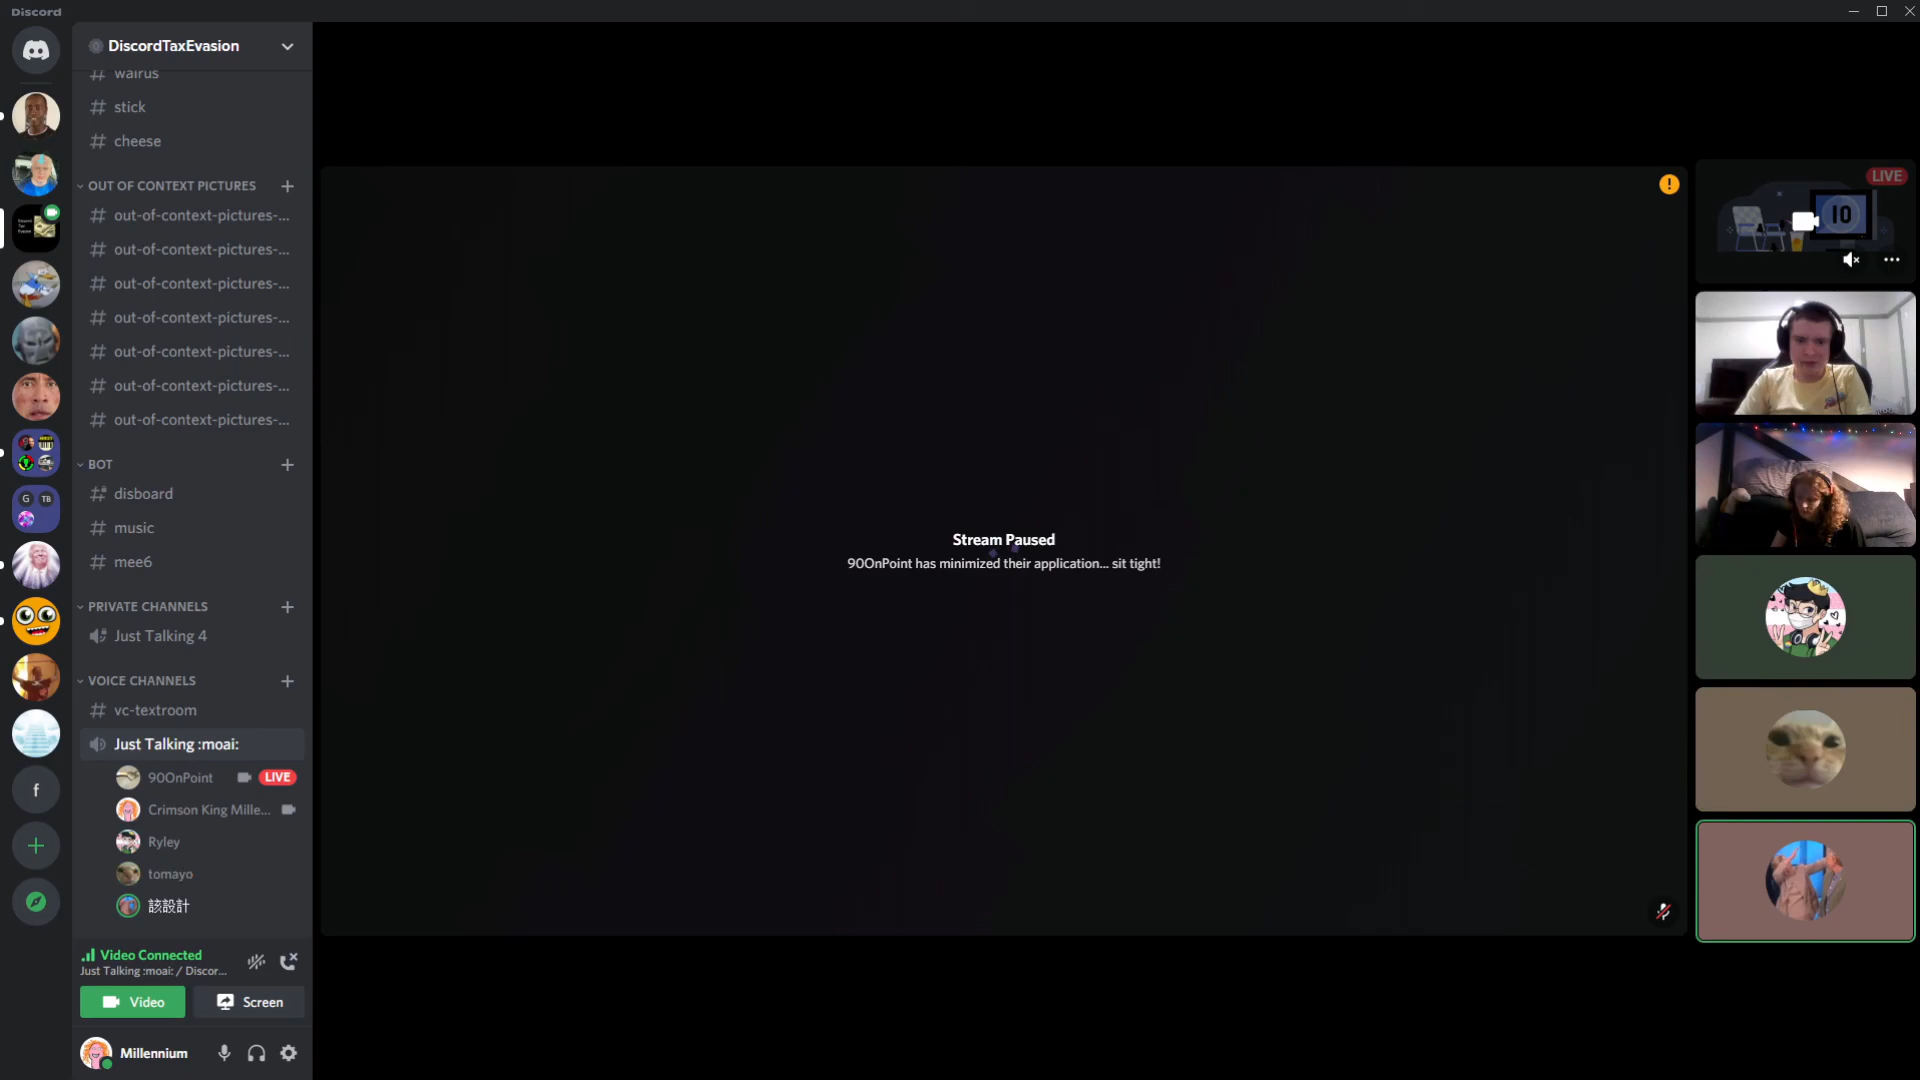 Discord
DiscordTaxEvasion
walrus
stick
cheese
OUT OF CONTEXT PICTURES
out-of-context-pictures-...
out-of-context-pictures-...
out-of-context-pictures-...
out-of-context-pictures-...
out-of-context-pictures-...
out-of-context-pictures-...
out-of-context-pictures-...
BOT
disboard
music
mee6
PRIVATE CHANNELS
Just Talking 4
VOICE CHANNELS
vc-textroom
Just Talking :moai:
90OnPoint LIVE
Crimson King Mille...
Ryley
tomayo
該設計
Video Connected
Just Talking :moai: / Discor...
Video Screen
Millennium
G TB
f
Stream Paused
90OnPoint has minimized their application... sit tight!
LIVE
10